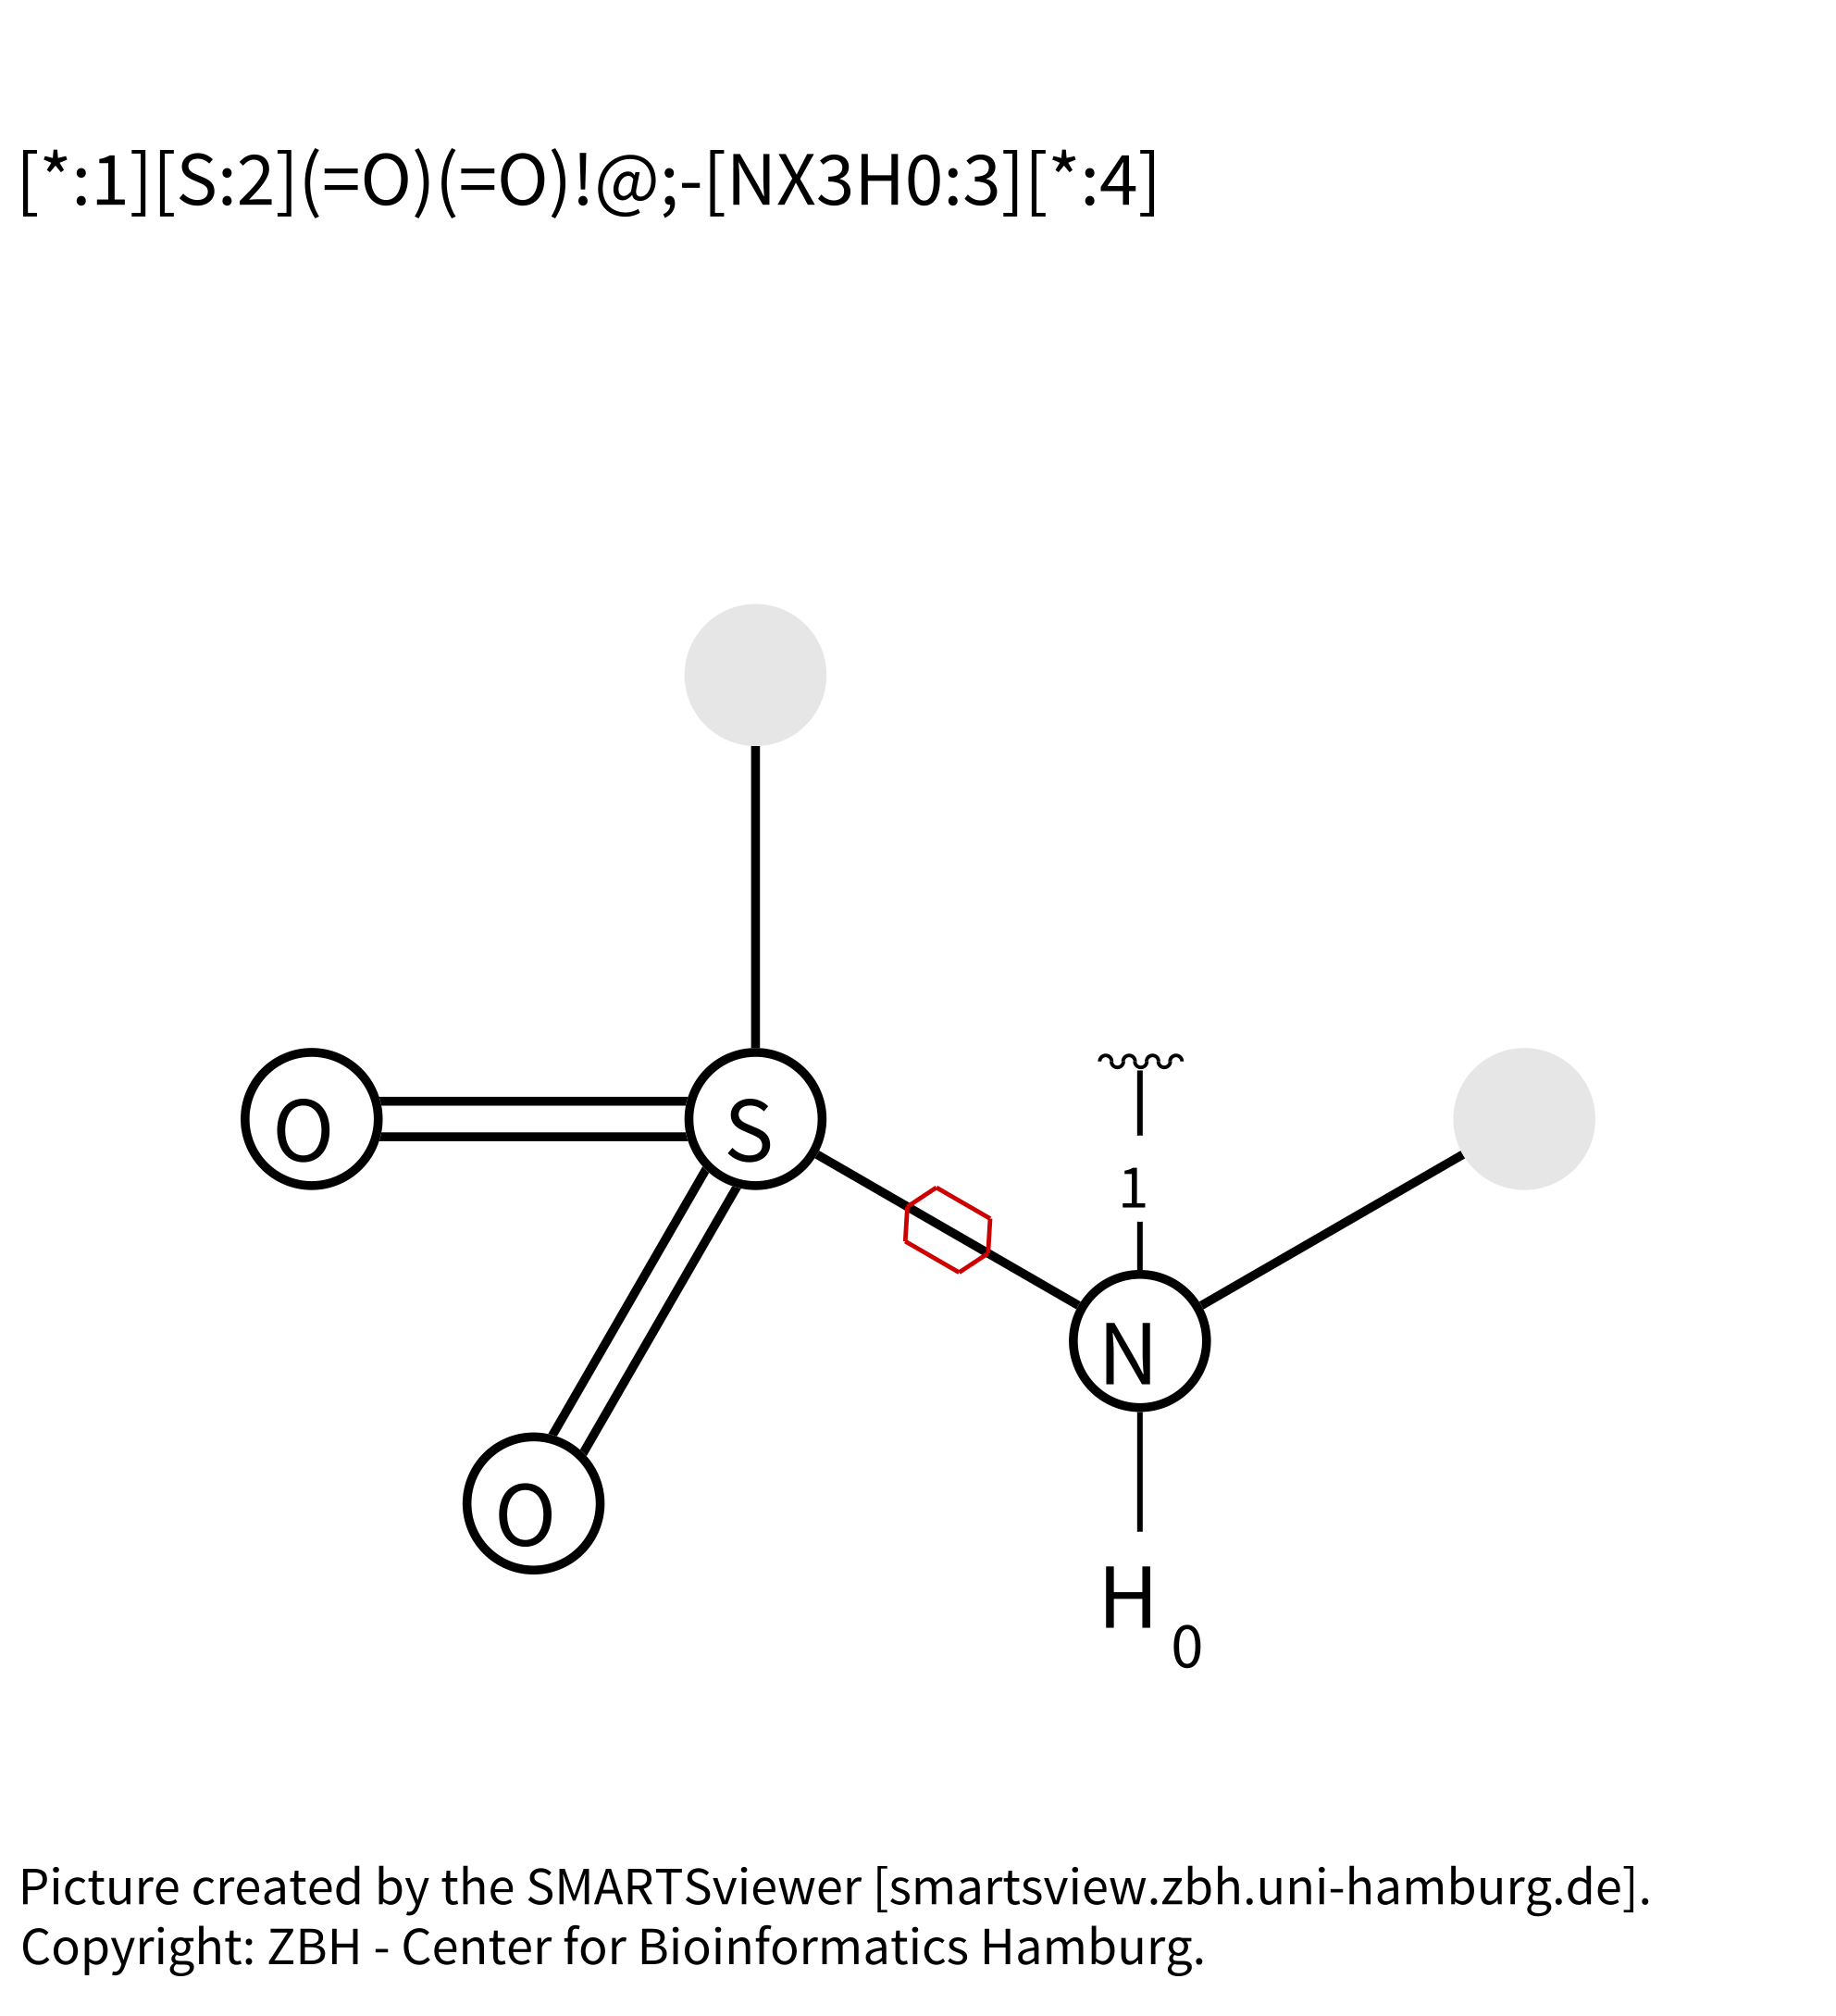 [*:1][S:2](=O)(=O)!@;-[NX3H0:3][*:4]
O
S
1
N
O
H
0
Picture created by the SMARTSviewer [smartsview.zbh.uni-hamburg.de].
Copyright: ZBH - Center for Bioinformatics Hamburg.